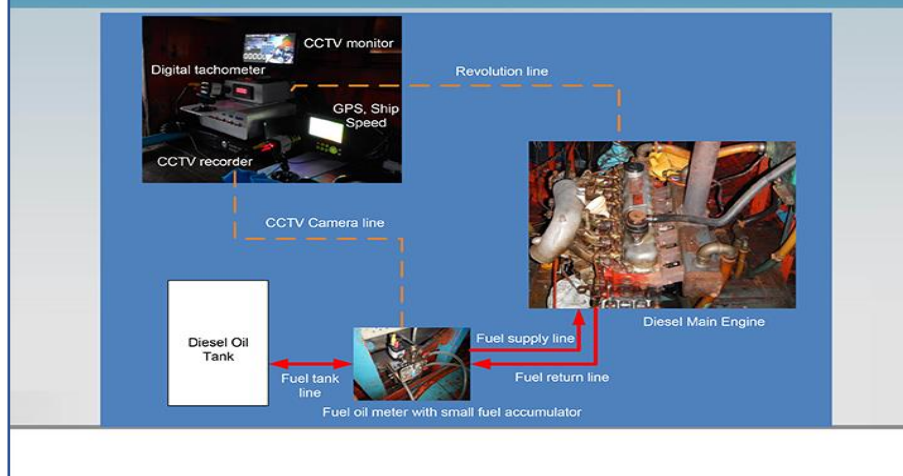 CCTV monitor
Digital tachometer
Revolution line
GPS, Ship
Speed
CCTV recorder
CCTV Camera line
Diesel Main Engine
Diesel Oil
Tank
Fuel supply line
Fuel tank
line
Fuel return line
Fuel oil meter with small fuel accumulator